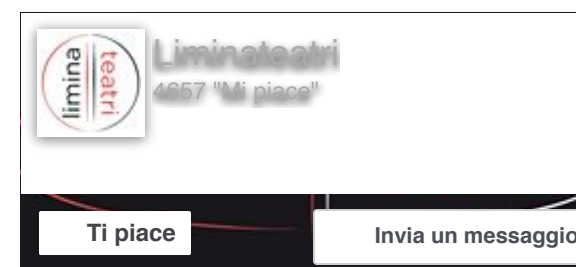 limina
teatri
Liminateatri
4657 "Mi piace"
Ti piace
Invia un messaggio